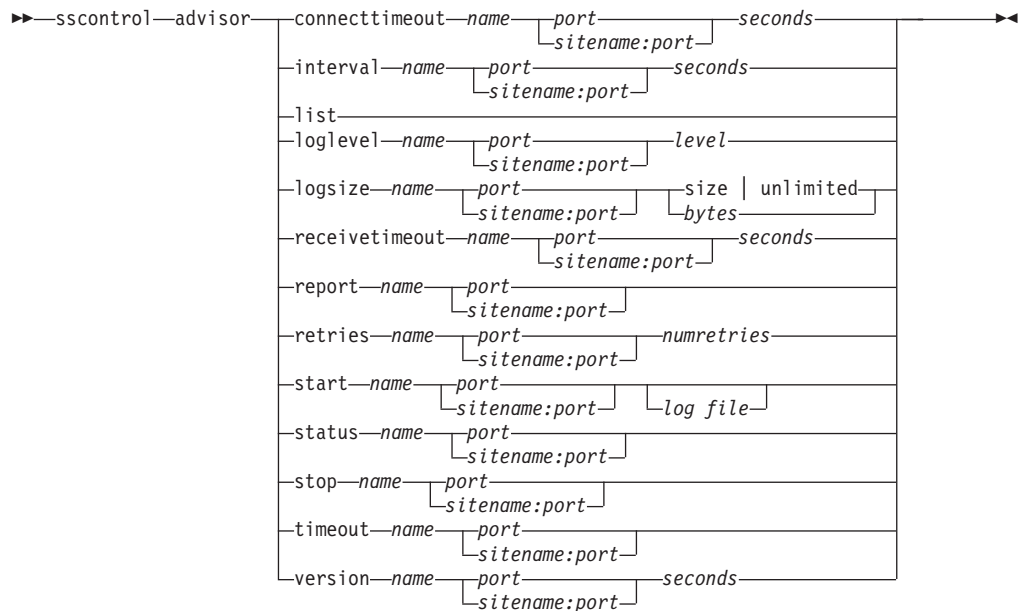 sscontrol advisor connecttimeout name port seconds
sitename:port
interval name port seconds
sitename:port
list
loglevel name port level
sitename:port
logsize name port size | unlimited
sitename:port bytes
receivetimeout name port seconds
sitename:port
report name port
sitename:port
retries name port numretries
sitename:port
start name port
sitename:port log file
status name port
sitename:port
stop name port
sitename:port
timeout name port
sitename:port
version name port seconds
sitename:port